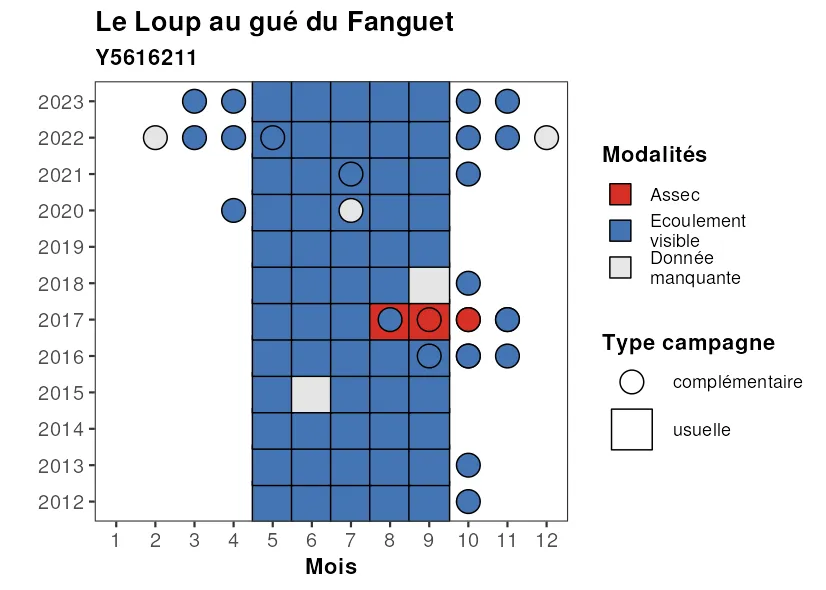 Le Loup au gué du Fanguet
Y5616211
2023
2022
2021
2020
2019
2018
2017
2016
2015
2014
2013
2012
1 2 3 4 5 6 7 8 9 10 11 12
Mois
Modalités
Assec
Ecoulement
visible
Donnée
manquante
Type campagne
complémentaire
usuelle